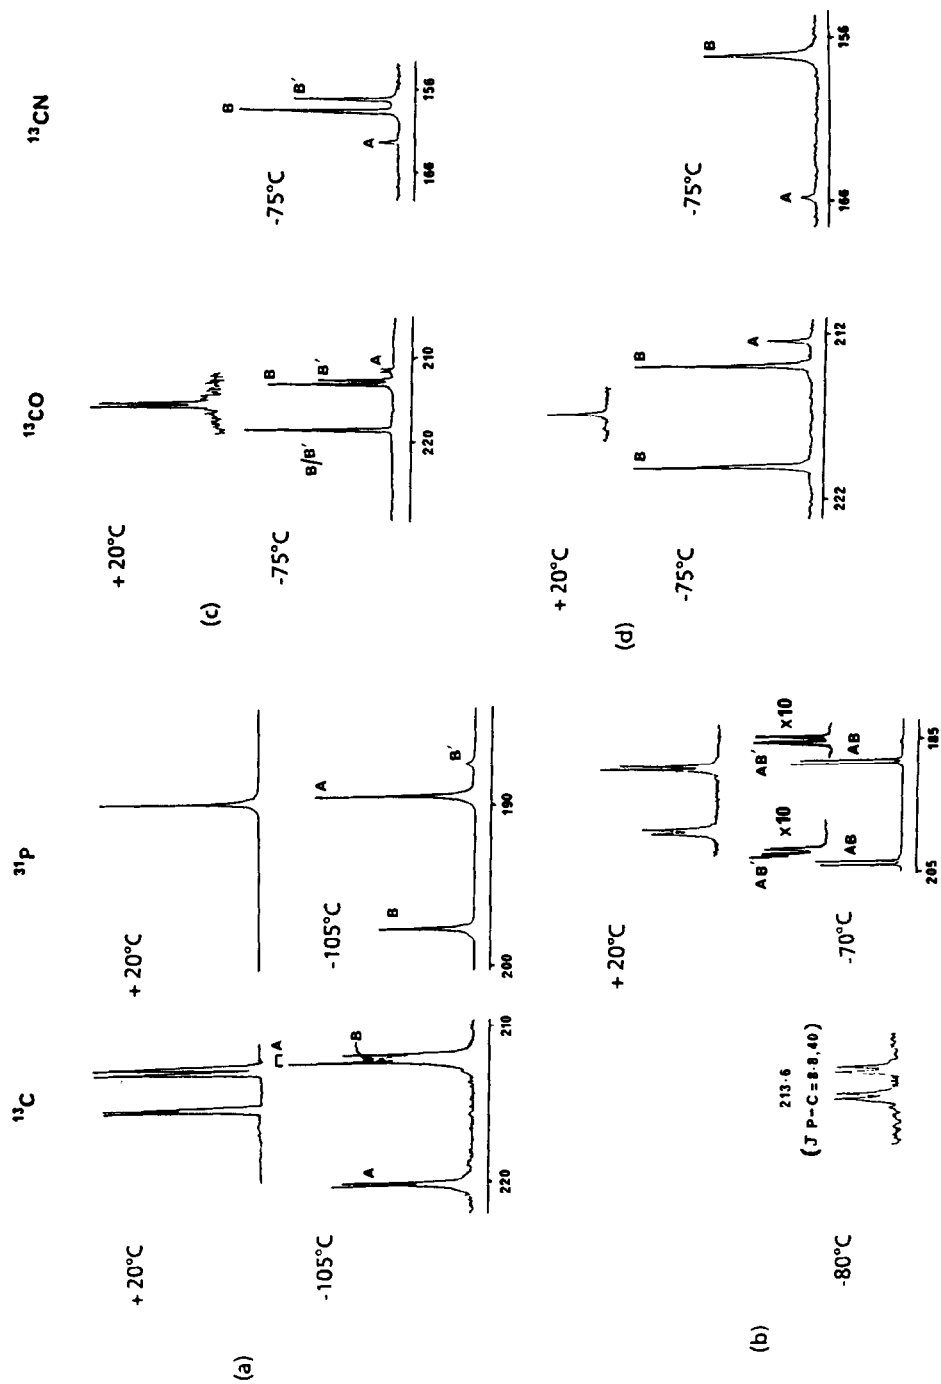 ¹³C
³¹P
¹³CO
¹³CN
(a)
+20°C
-105°C
A
A
B
220
210
+20°C
-105°C
B
A
B'
200
190
(b)
-80°C
213·6
(J P-C = 8·8,40)
+20°C
-70°C
AB'
x10
AB'
x10
AB
AB
205
185
(c)
+20°C
-75°C
B/B'
B
B'
A
220
210
-75°C
A
B
B'
166
156
(d)
+20°C
-75°C
B
B
A
222
212
-75°C
A
B
166
156